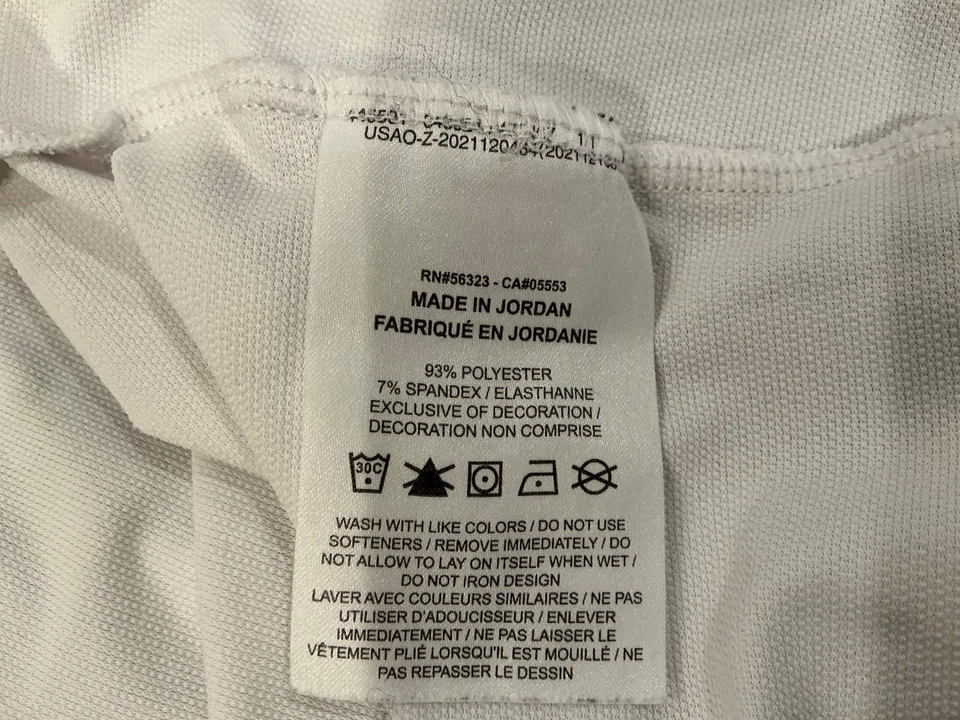 USAO-Z-2021120434(202112
RN#56323 - CA#05553
MADE IN JORDAN
FABRIQUÉ EN JORDANIE
93% POLYESTER
7% SPANDEX / ELASTHANNE
EXCLUSIVE OF DECORATION /
DECORATION NON COMPRISE
30C
WASH WITH LIKE COLORS / DO NOT USE
SOFTENERS / REMOVE IMMEDIATELY / DO
NOT ALLOW TO LAY ON ITSELF WHEN WET /
DO NOT IRON DESIGN
LAVER AVEC COULEURS SIMILAIRES / NE PAS
UTILISER D'ADOUCISSEUR / ENLEVER
IMMEDIATEMENT / NE PAS LAISSER LE
VÊTEMENT PLIÉ LORSQU'IL EST MOUILLÉ / NE
PAS REPASSER LE DESSIN